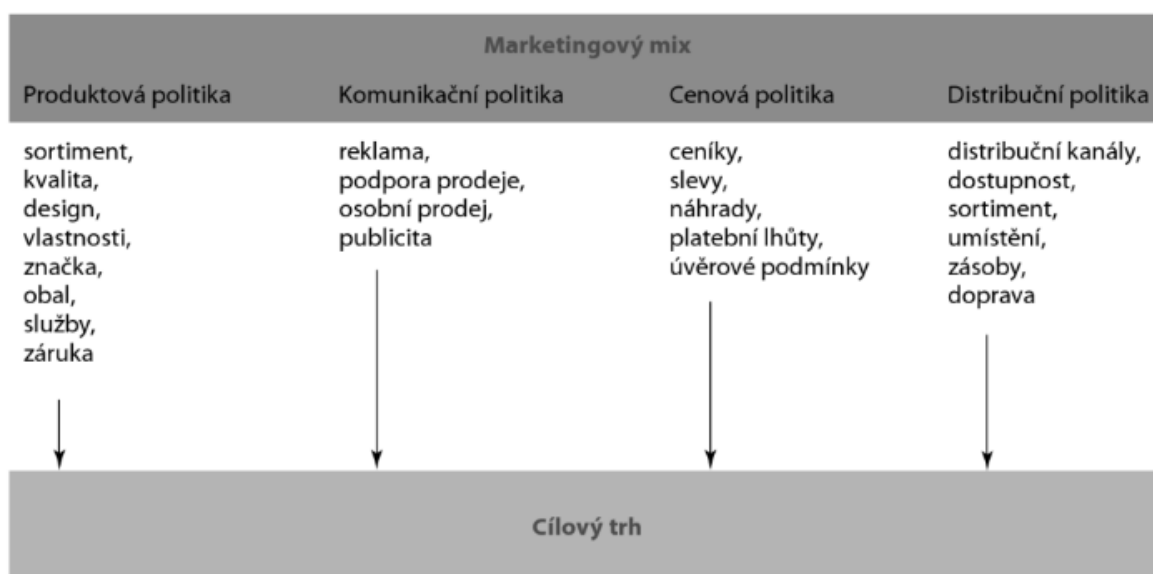 Marketingový mix
Produktová politika
Komunikační politika
Cenová politika
Distribuční politika
sortiment,
kvalita,
design,
vlastnosti,
značka,
obal,
služby,
záruka
reklama,
podpora prodeje,
osobní prodej,
publicita
ceníky,
slevy,
náhrady,
platební lhůty,
úvěrové podmínky
distribuční kanály,
dostupnost,
sortiment,
umístění,
zásoby,
doprava
Cílový trh